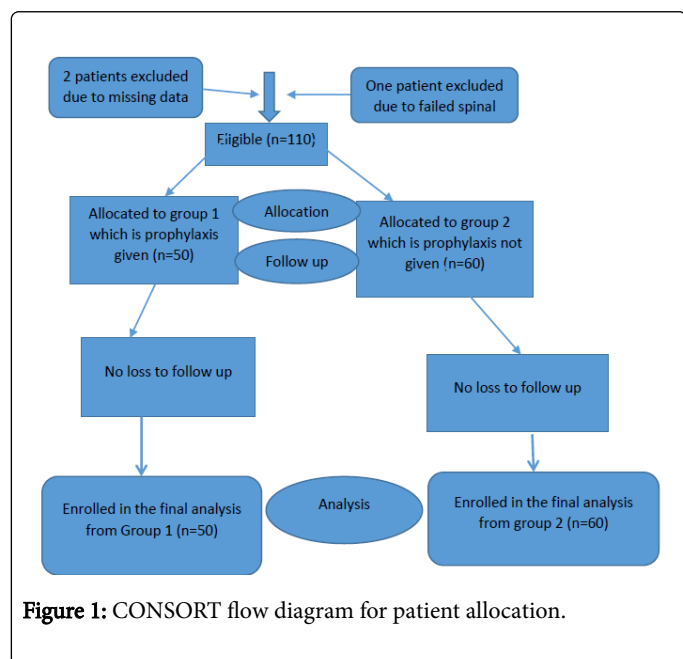 2 patients excluded
due to missing data
One patient excluded
due to failed spinal
Eligible (n=110}
Allocated to group 1
which is prophylaxis
given (n=50)
Allocation
Follow up
Allocated to group 2
which is prophylaxis not
given (n=60)
No loss to follow up
No loss to follow up
Enrolled in the final analysis
from Group 1 (n=50)
Analysis
Enrolled in the final analysis
from group 2 (n=60)
Figure 1: CONSORT flow diagram for patient allocation.